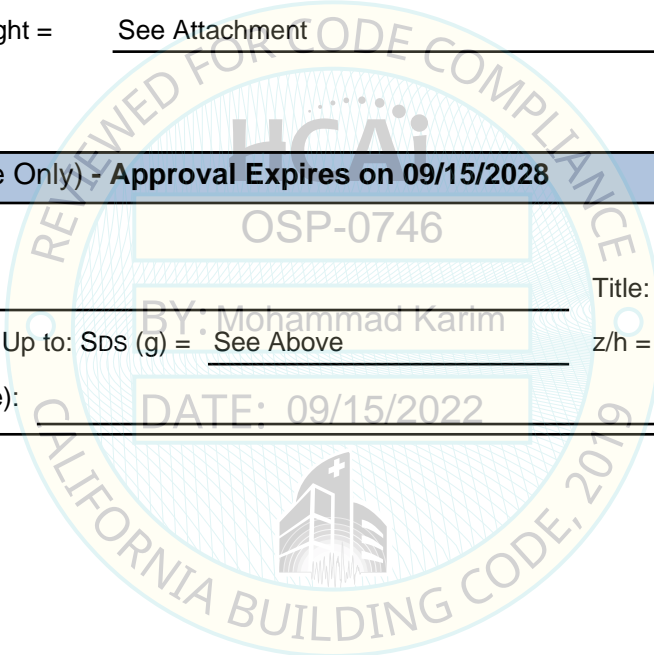 ght = See Attachment
REVIEWED FOR CODE COMPLIANCE
HCAi
e Only) - Approval Expires on 09/15/2028
OSP-0746
Title:
BY: Mohammad Karim
Up to: SDS (g) = See Above z/h =
e):
DATE: 09/15/2022
CALIFORNIA BUILDING CODE, 2019